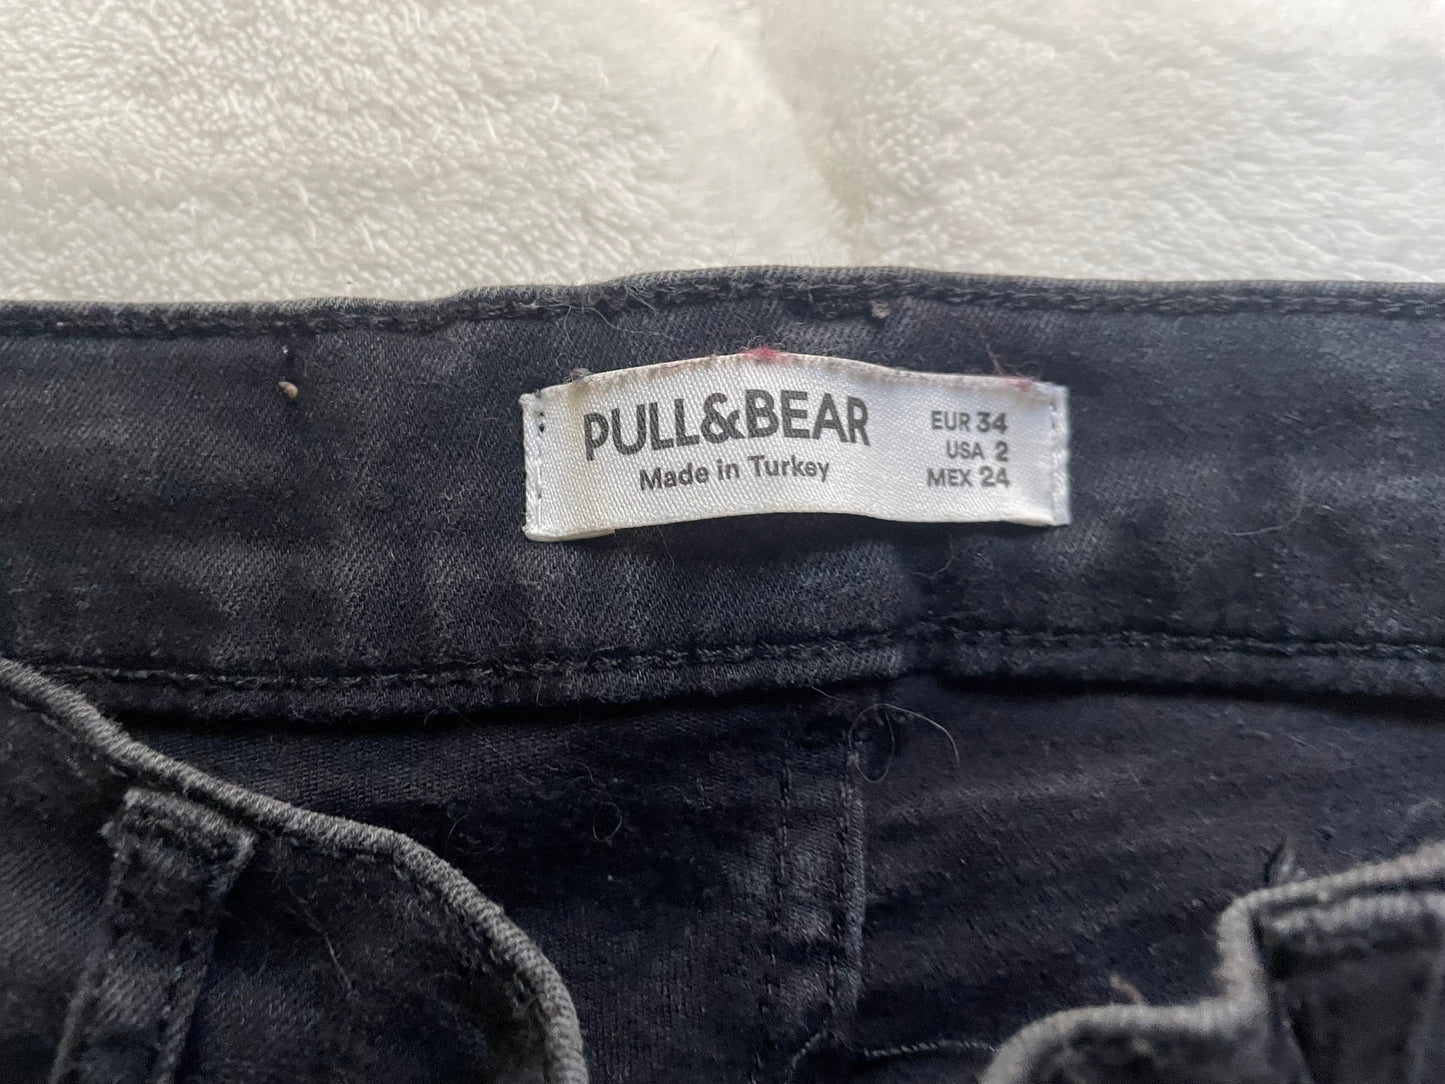 PULL&BEAR
Made in Turkey
EUR 34
USA 2
MEX 24